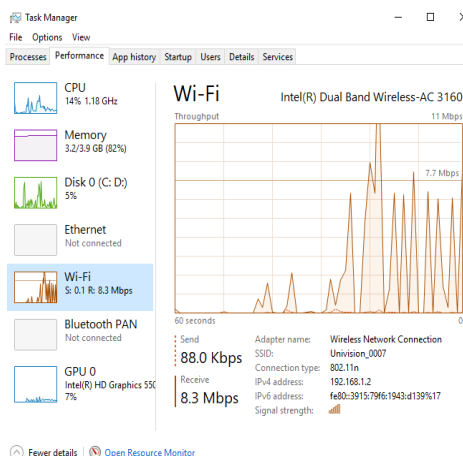 Task Manager
File Options View
Processes Performance App history Startup Users Details Services
CPU
14% 1.18 GHz
Memory
3.2/3.9 GB (82%)
Disk 0 (C: D:)
5%
Ethernet
Not connected
Wi-Fi
S: 0.1 R: 8.3 Mbps
Bluetooth PAN
Not connected
GPU 0
Intel(R) HD Graphics 550
7%
Wi-Fi
Intel(R) Dual Band Wireless-AC 3160
Throughput
11 Mbps
7.7 Mbps
60 seconds
0
Send
88.0 Kbps
Receive
8.3 Mbps
Adapter name: Wireless Network Connection
SSID: Univision_0007
Connection type: 802.11n
IPv4 address: 192.168.1.2
IPv6 address: fe80::3915:79f6:1943:d139%17
Signal strength:
Fewer details
Open Resource Monitor